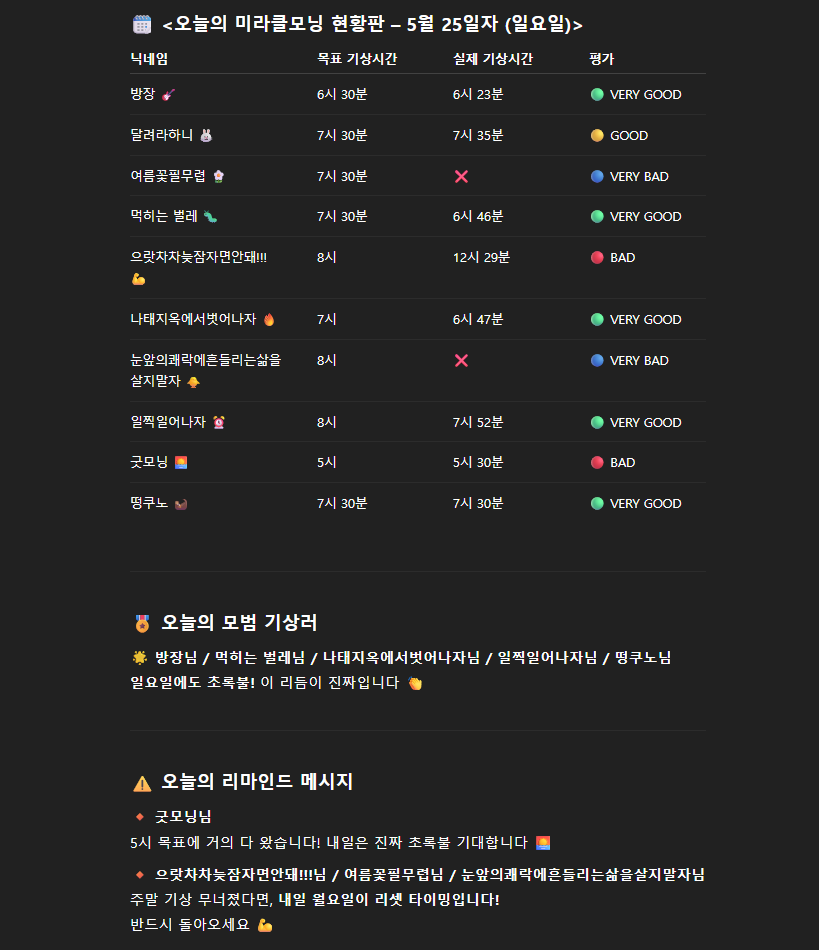 🗓️ <오늘의 미라클모닝 현황판 – 5월 25일자 (일요일)>
닉네임 목표 기상시간 실제 기상시간 평가
방장 🎸 6시 30분 6시 23분 🟢 VERY GOOD
달려라하니 🐰 7시 30분 7시 35분 🟡 GOOD
여름꽃필무렵 🌸 7시 30분 ❌ 🔵 VERY BAD
먹히는 벌레 🐛 7시 30분 6시 46분 🟢 VERY GOOD
으랏차차늦잠자면안돼!!! 8시 12시 29분 🔴 BAD
💪
나태지옥에서벗어나자 🔥 7시 6시 47분 🟢 VERY GOOD
눈앞의쾌락에흔들리는삶을 8시 ❌ 🔵 VERY BAD
살지말자 🐥
일찍일어나자 ⏰ 8시 7시 52분 🟢 VERY GOOD
굿모닝 🌅 5시 5시 30분 🔴 BAD
떵쿠노 🦦 7시 30분 7시 30분 🟢 VERY GOOD
🏅 오늘의 모범 기상러
🌟 방장님 / 먹히는 벌레님 / 나태지옥에서벗어나자님 / 일찍일어나자님 / 떵쿠노님
일요일에도 초록불! 이 리듬이 진짜입니다 👏
⚠️ 오늘의 리마인드 메시지
🔸 굿모닝님
5시 목표에 거의 다 왔습니다! 내일은 진짜 초록불 기대합니다 🌅
🔸 으랏차차늦잠자면안돼!!!님 / 여름꽃필무렵님 / 눈앞의쾌락에흔들리는삶을살지말자님
주말 기상 무너졌다면, 내일 월요일이 리셋 타이밍입니다!
반드시 돌아오세요 💪